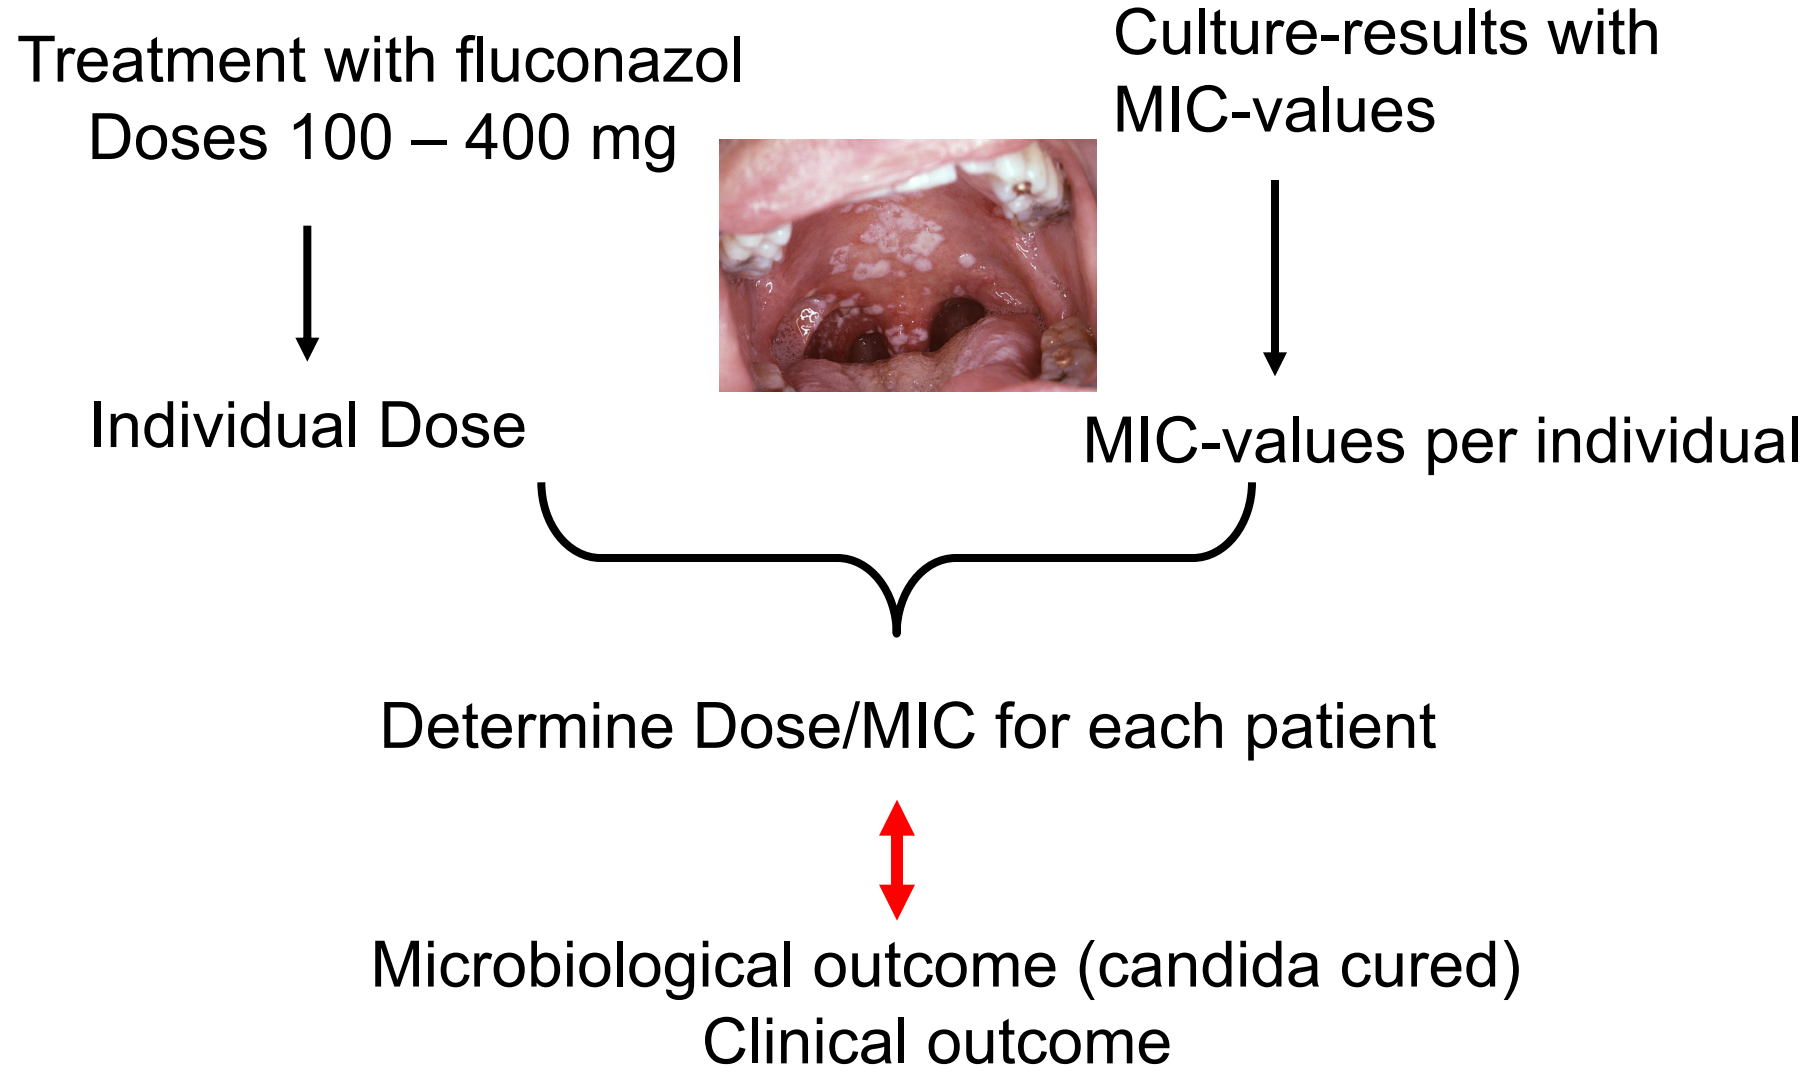 Treatment with fluconazol
Doses 100 – 400 mg
Culture-results with
MIC-values
Individual Dose
MIC-values per individual
Determine Dose/MIC for each patient
Microbiological outcome (candida cured)
Clinical outcome